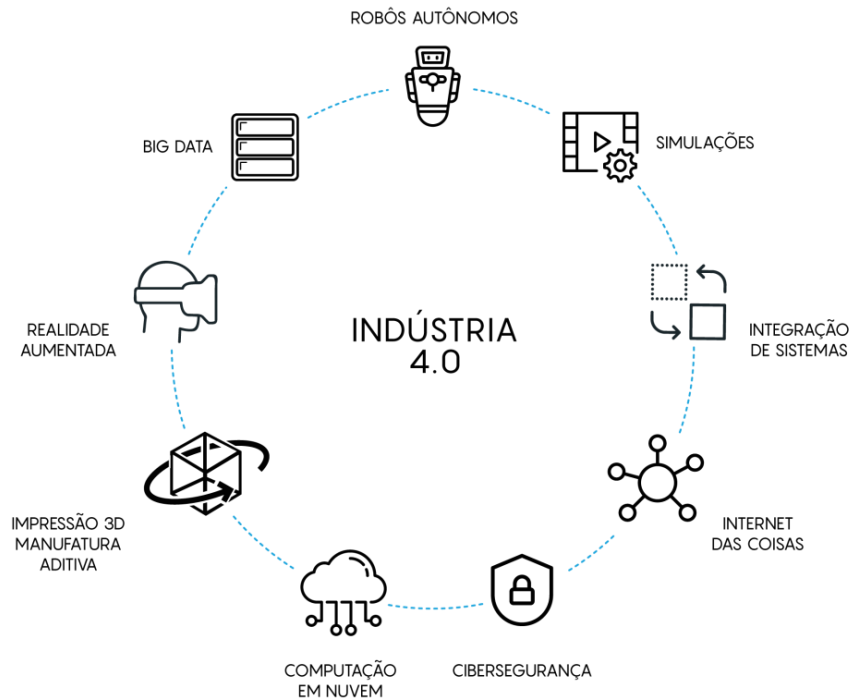 ROBÔS AUTÔNOMOS
BIG DATA
SIMULAÇÕES
REALIDADE
AUMENTADA
INDÚSTRIA
4.0
INTEGRAÇÃO
DE SISTEMAS
IMPRESSÃO 3D
MANUFATURA
ADITIVA
INTERNET
DAS COISAS
COMPUTAÇÃO
EM NUVEM
CIBERSEGURANÇA